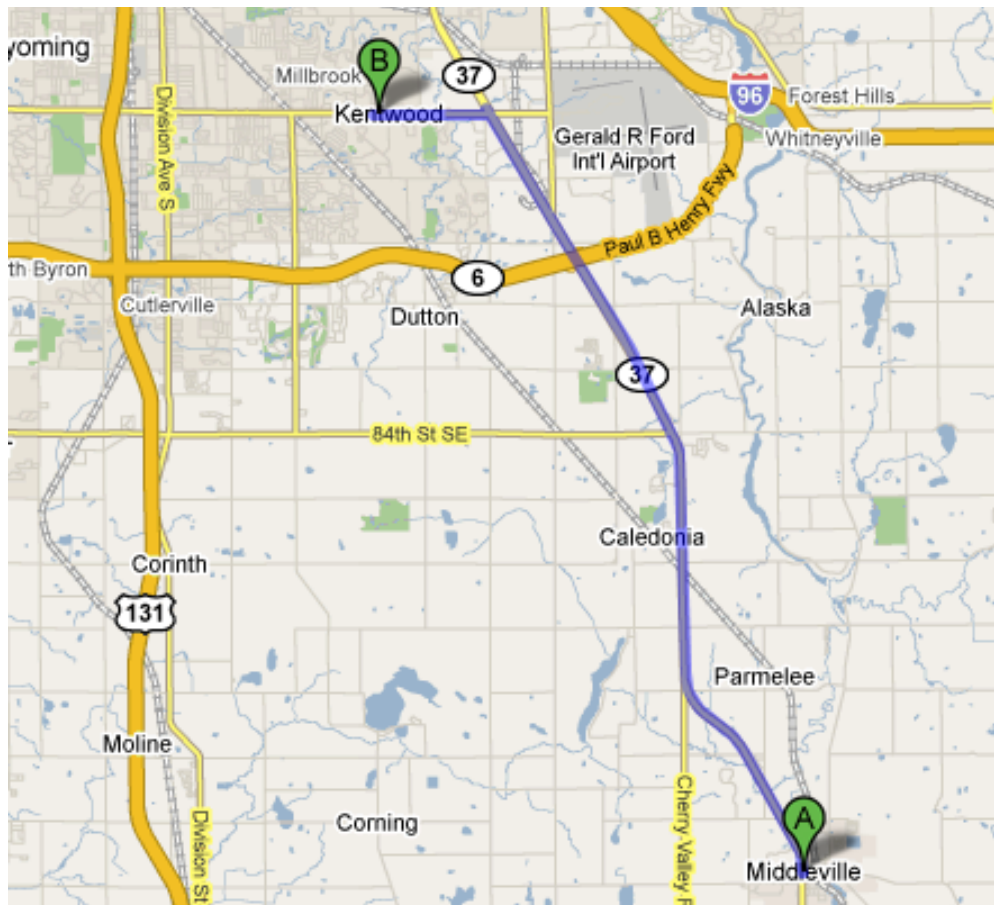 yoming
B
Millbrook
37
Kentwood
96
Forest Hills
Division Ave S
Gerald R Ford
Int'l Airport
Whitneyville
Paul B Henry Fwy
th Byron
6
Cutlerville
Dutton
Alaska
37
84th St SE
Caledonia
Corinth
131
Parmelee
Moline
Cherry Valley R
A
Corning
Division St
Middleville